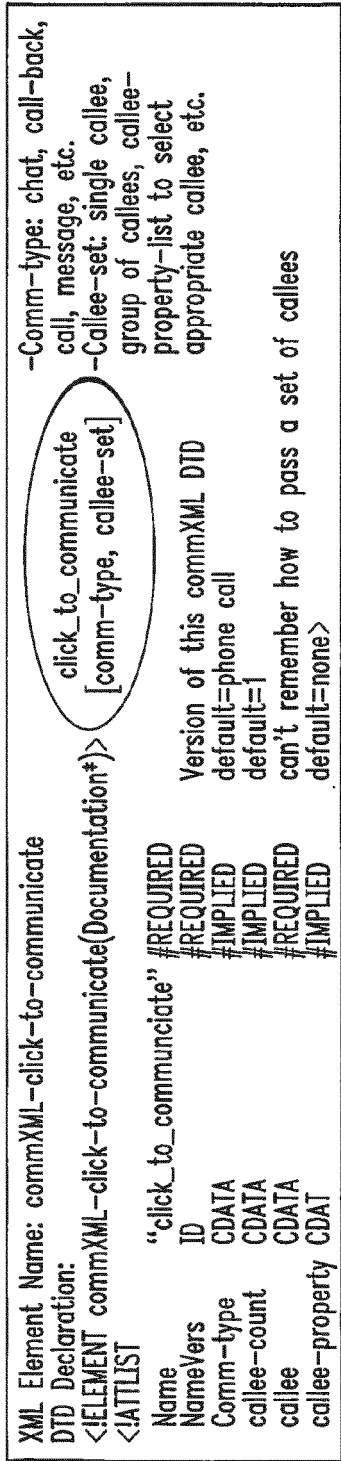 XML Element Name: commXML-click-to-communicate
DTD Declaration:
<!ELEMENT commXML-click-to-communicate(Documentation*)>
<!ATTLIST
Name "click_to_communciate" #REQUIRED
NameVers ID #REQUIRED Version of this commXML DTD
Comm-type CDATA #IMPLIED default=phone call
callee-count CDATA #IMPLIED default=1
callee CDATA #REQUIRED can't remember how to pass a set of callees
callee-property CDAT #IMPLIED default=none>
click_to_communicate
[comm-type, callee-set]
-Comm-type: chat, call-back,
call, message, etc.
-Callee-set: single callee,
group of callees, callee-
property-list to select
appropriate callee, etc.